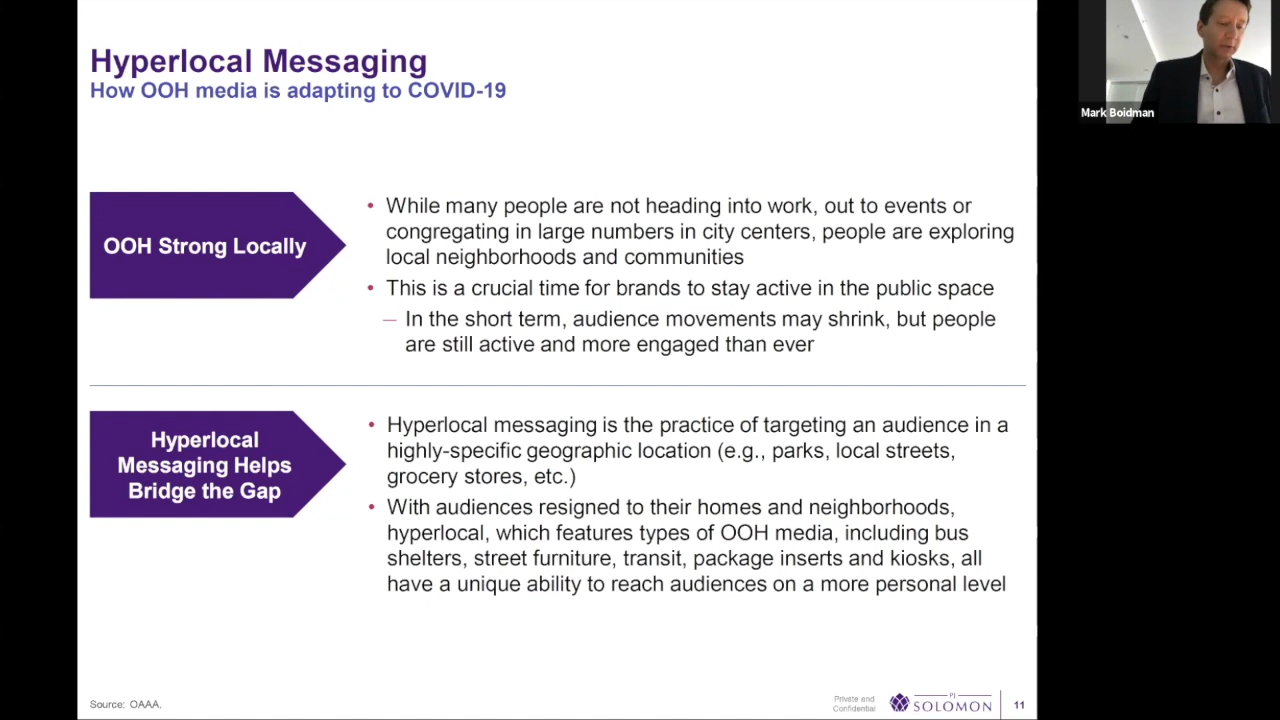 Hyperlocal Messaging
How OOH media is adapting to COVID-19
Mark Boidman
OOH Strong Locally
• While many people are not heading into work, out to events or
congregating in large numbers in city centers, people are exploring
local neighborhoods and communities
• This is a crucial time for brands to stay active in the public space
– In the short term, audience movements may shrink, but people
are still active and more engaged than ever
Hyperlocal
Messaging Helps
Bridge the Gap
• Hyperlocal messaging is the practice of targeting an audience in a
highly-specific geographic location (e.g., parks, local streets,
grocery stores, etc.)
• With audiences resigned to their homes and neighborhoods,
hyperlocal, which features types of OOH media, including bus
shelters, street furniture, transit, package inserts and kiosks, all
have a unique ability to reach audiences on a more personal level
Source: OAAA.
Private and
Confidential
PJ
SOLOMON
11